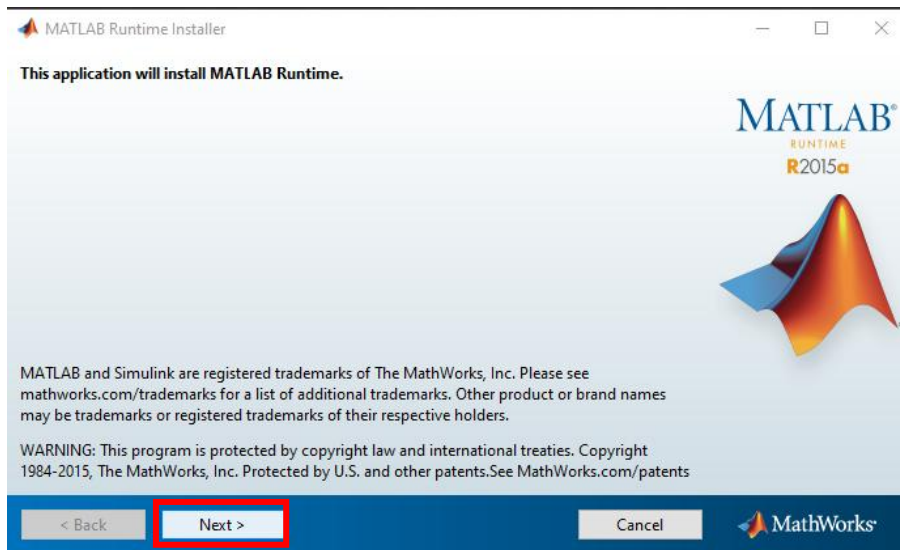 MATLAB Runtime Installer
This application will install MATLAB Runtime.
MATLAB®
RUNTIME
R2015a
MATLAB and Simulink are registered trademarks of The MathWorks, Inc. Please see
mathworks.com/trademarks for a list of additional trademarks. Other product or brand names
may be trademarks or registered trademarks of their respective holders.
WARNING: This program is protected by copyright law and international treaties. Copyright
1984-2015, The MathWorks, Inc. Protected by U.S. and other patents.See MathWorks.com/patents
< Back Next > Cancel MathWorks®